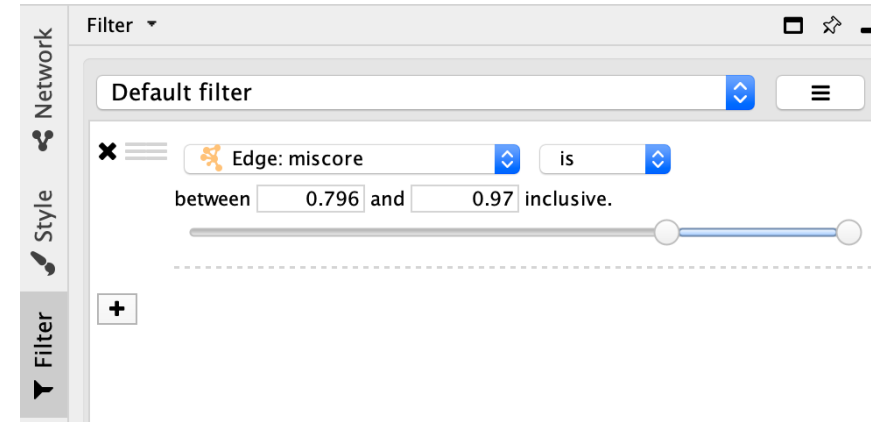 Filter
Network
Style
Filter
Default filter
Edge: miscore is
between 0.796 and 0.97 inclusive.